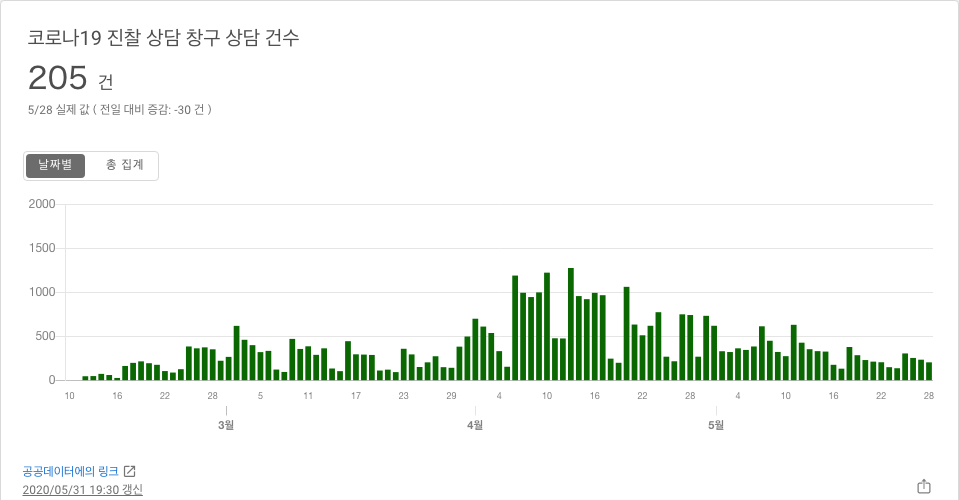 코로나19 진찰 상담 창구 상담 건수
205 건
5/28 실제 값 ( 전일 대비 증감: -30 건 )
날짜별 총 집계
2000
1500
1000
500
0
10 16 22 28 5 11 17 23 29 4 10 16 22 28 4 10 16 22 28
3월 4월 5월
공공데이터에의 링크
2020/05/31 19:30 갱신